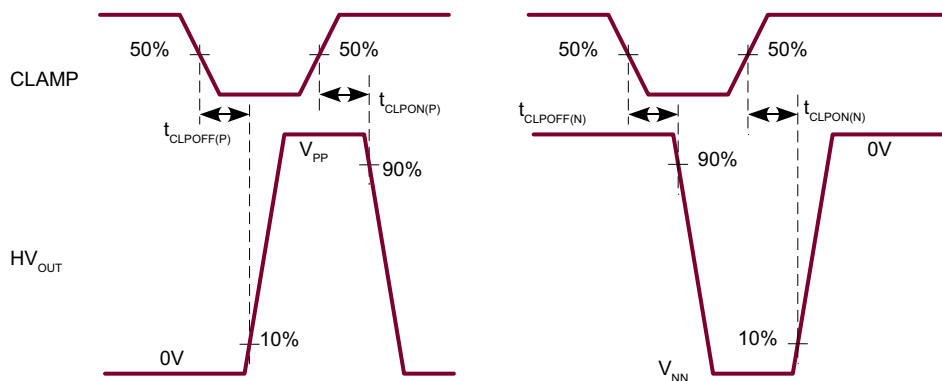 50%
50%
50%
50%
CLAMP
tCLPOFF(P)
tCLPON(P)
tCLPOFF(N)
tCLPON(N)
VPP
0V
90%
90%
HVOUT
10%
10%
0V
VNN